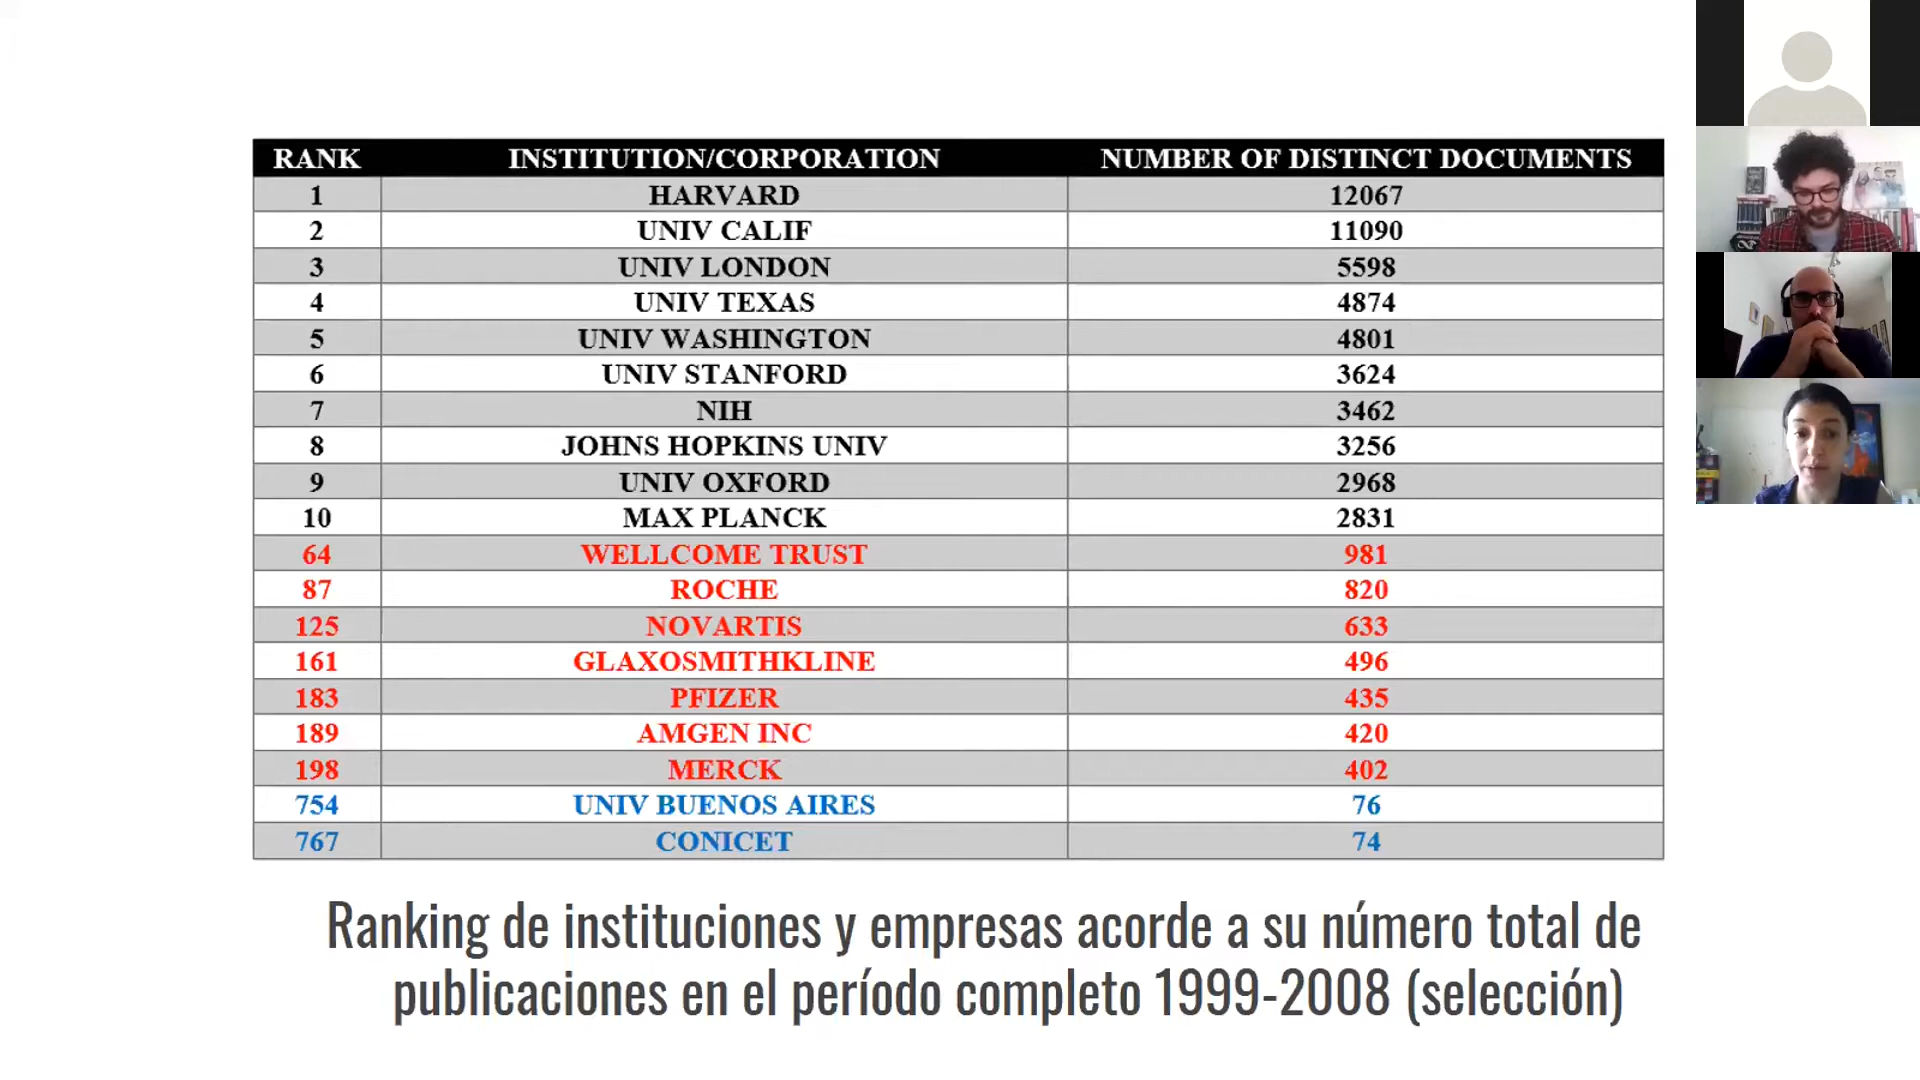 RANK INSTITUTION/CORPORATION NUMBER OF DISTINCT DOCUMENTS
1 HARVARD 12067
2 UNIV CALIF 11090
3 UNIV LONDON 5598
4 UNIV TEXAS 4874
5 UNIV WASHINGTON 4801
6 UNIV STANFORD 3624
7 NIH 3462
8 JOHNS HOPKINS UNIV 3256
9 UNIV OXFORD 2968
10 MAX PLANCK 2831
64 WELLCOME TRUST 981
87 ROCHE 820
125 NOVARTIS 633
161 GLAXOSMITHKLINE 496
183 PFIZER 435
189 AMGEN INC 420
198 MERCK 402
754 UNIV BUENOS AIRES 76
767 CONICET 74
Ranking de instituciones y empresas acorde a su número total de
publicaciones en el período completo 1999-2008 (selección)